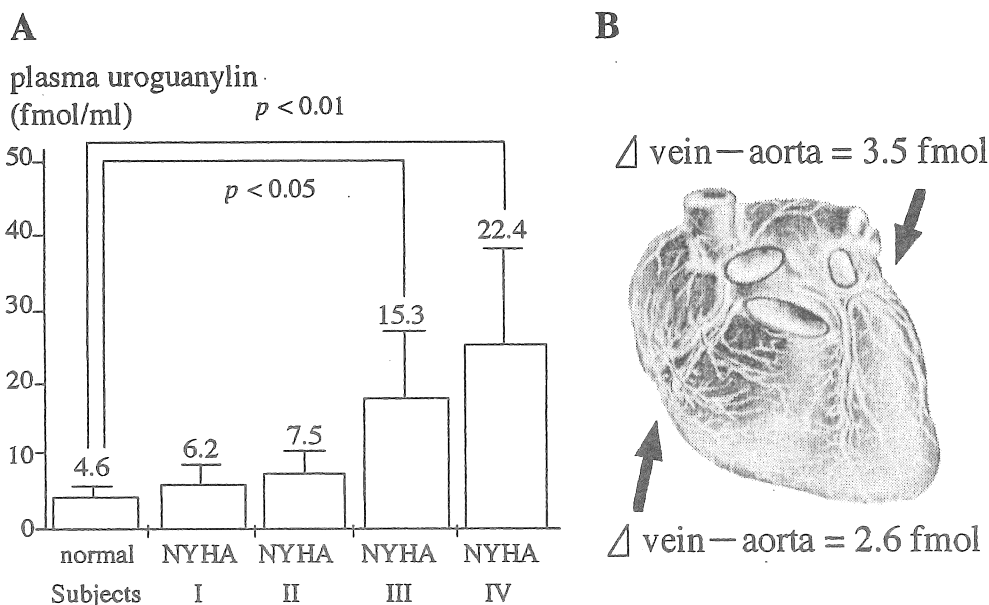 A
plasma uroguanylin
(fmol/ml)
p < 0.01
p < 0.05
50
40
30
20
10
0
4.6
6.2
7.5
15.3
22.4
normal NYHA NYHA NYHA NYHA
Subjects I II III IV
B
⊿ vein－aorta = 3.5 fmol
⊿ vein－aorta = 2.6 fmol